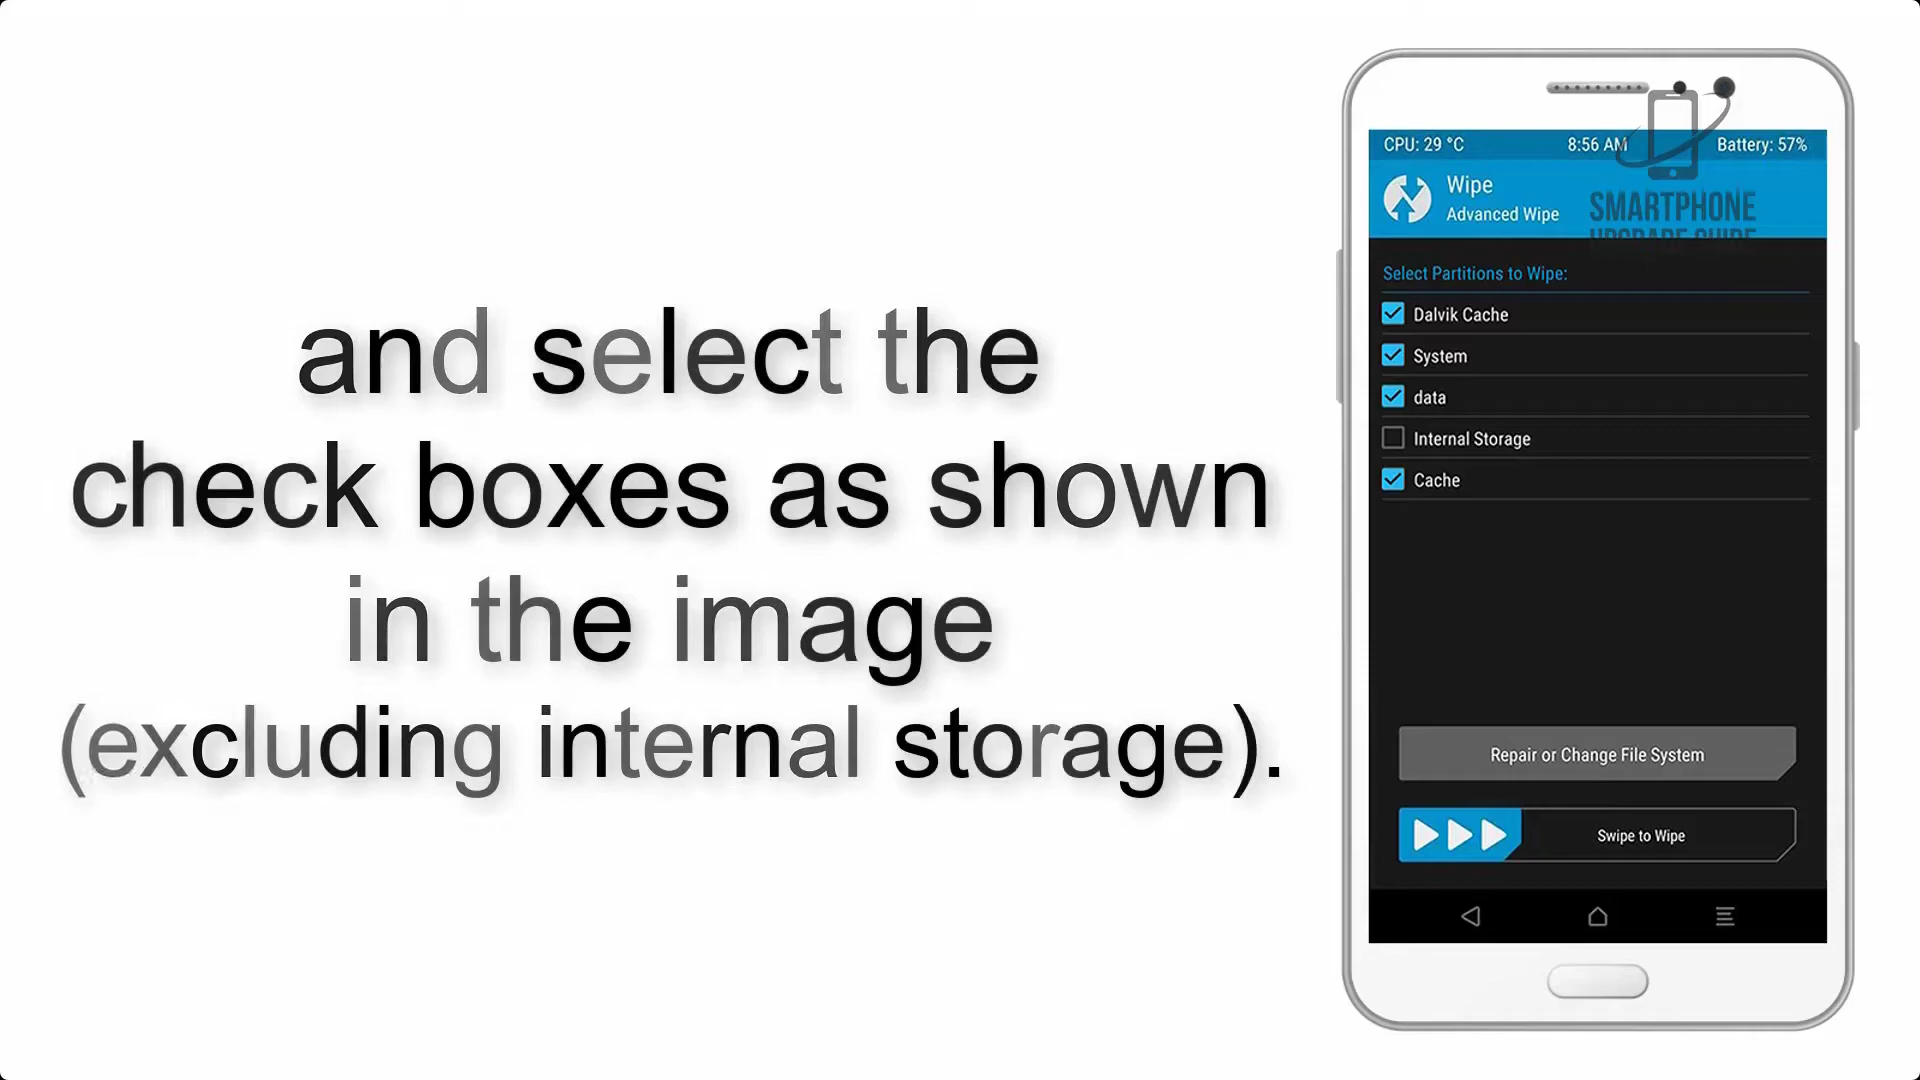 and select the
check boxes as shown
in the image
(excluding internal storage).
CPU: 29 °C 8:56 AM Battery: 57%
Wipe
Advanced Wipe
SMARTPHONE
UPGRADE GUIDE
Select Partitions to Wipe:
Dalvik Cache
System
data
Internal Storage
Cache
Repair or Change File System
Swipe to Wipe